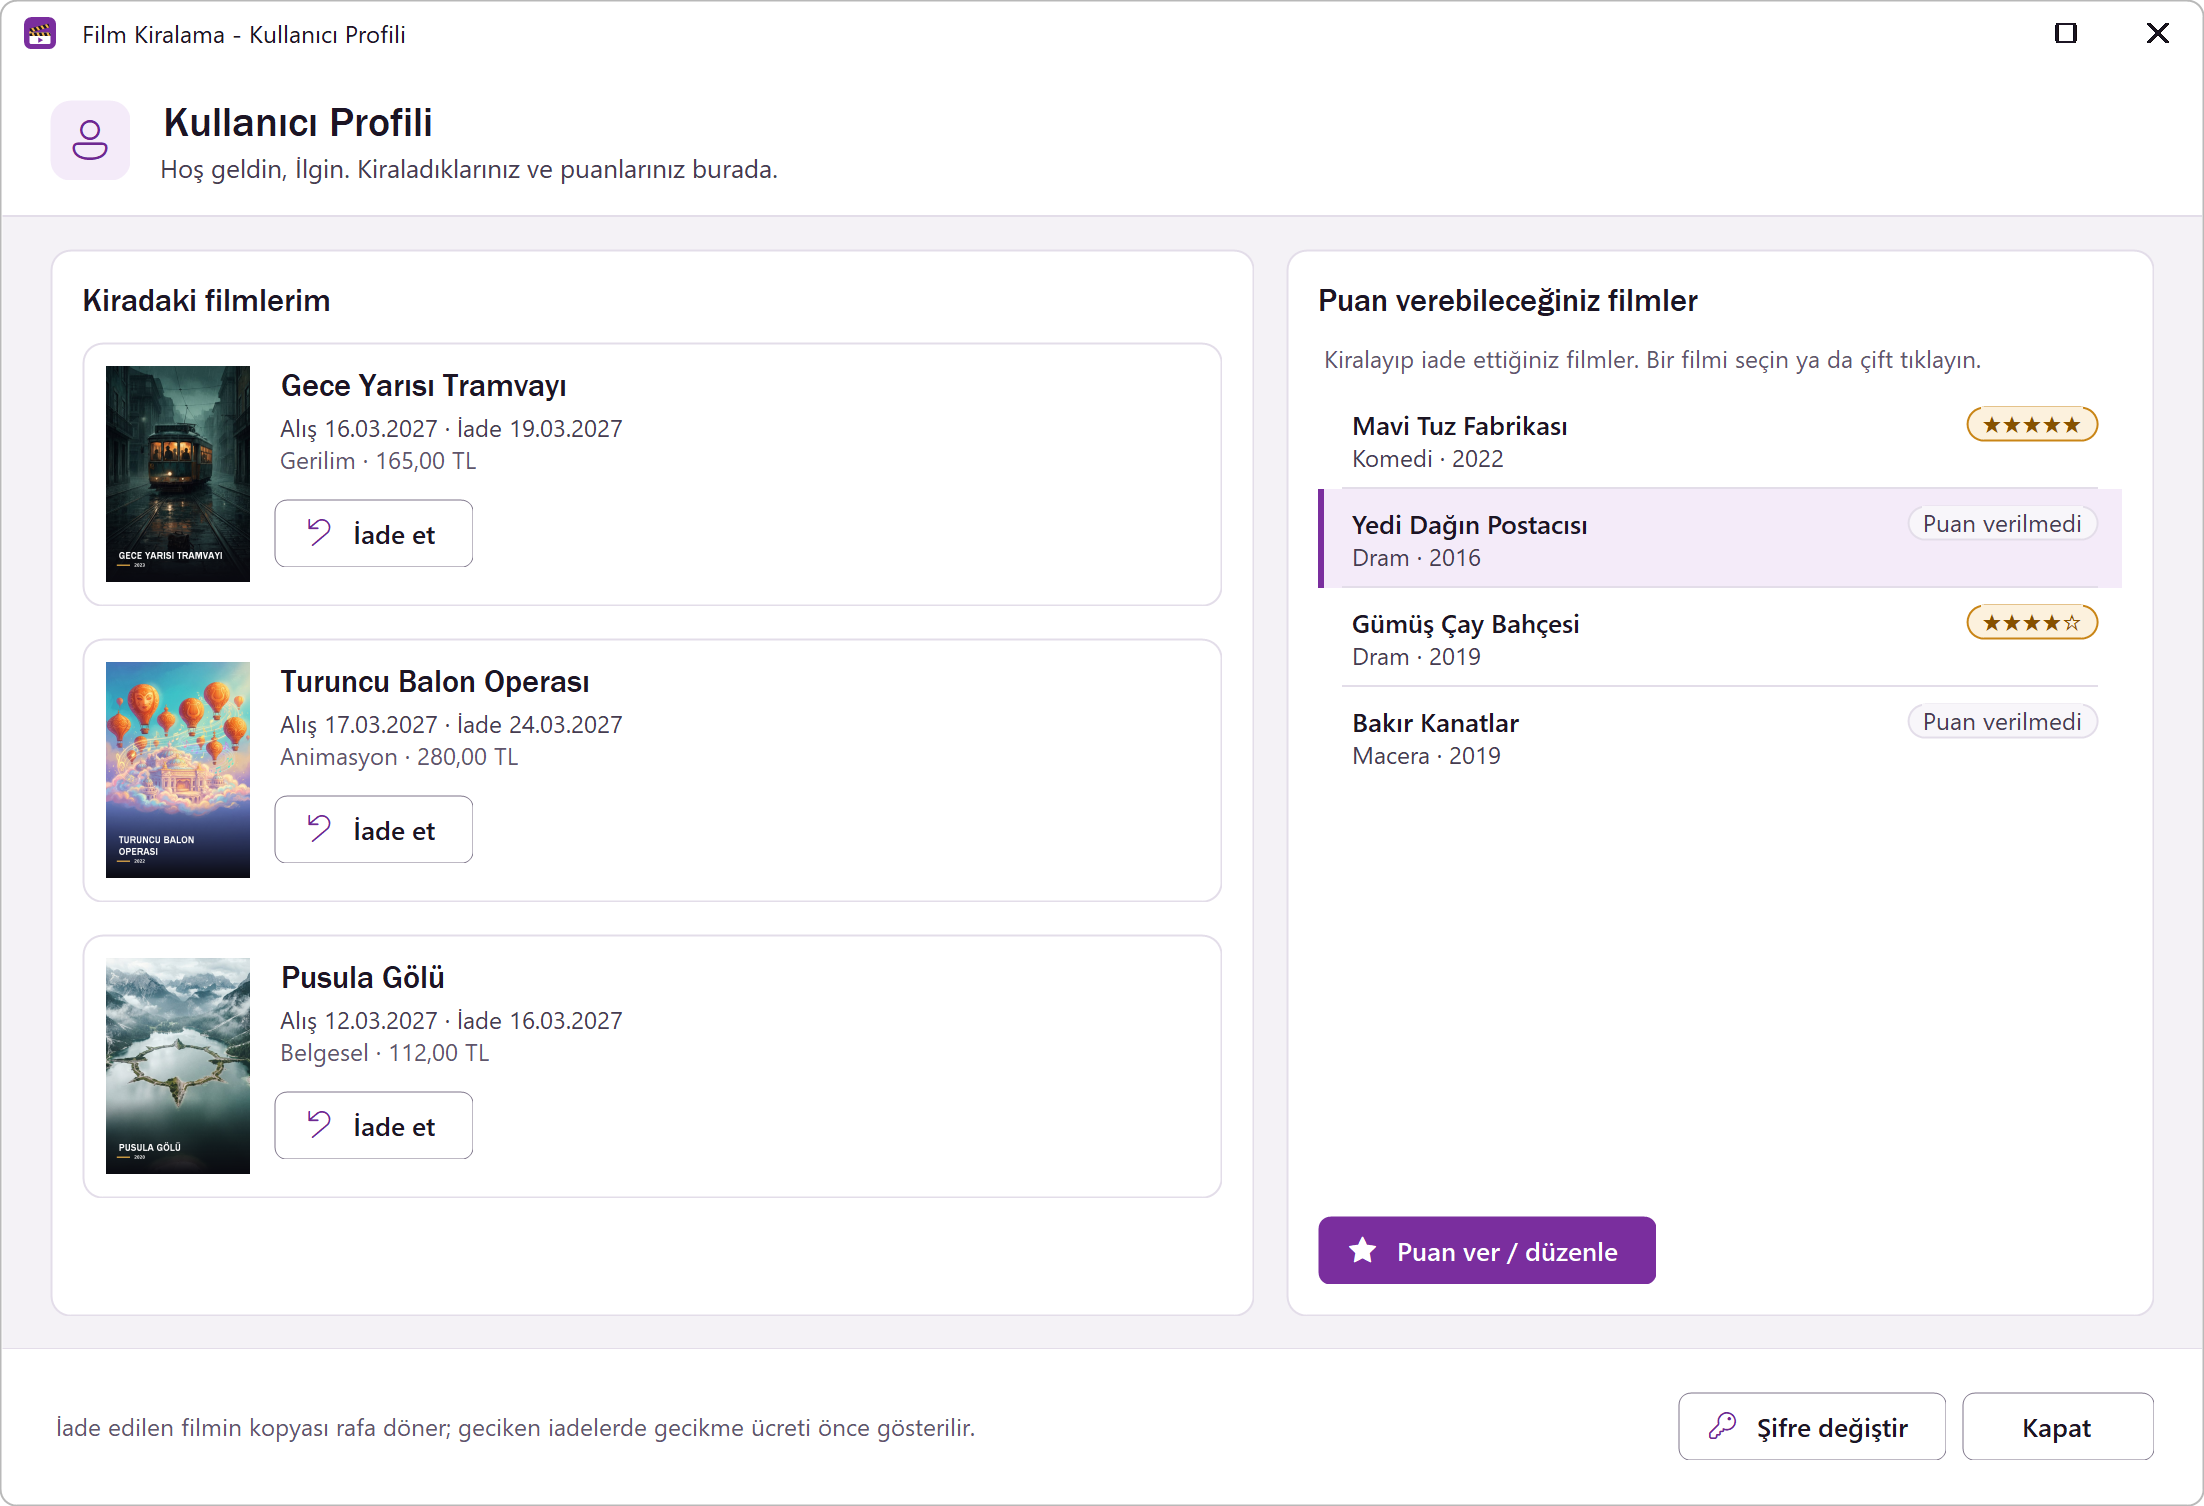 Film Kiralama - Kullanıcı Profili
Kullanıcı Profili
Hoş geldin, İlgin. Kiraladıklarınız ve puanlarınız burada.
Kiradaki filmlerim
GECE YARISI TRAMVAYI
2023
Gece Yarısı Tramvayı
Alış 16.03.2027 · İade 19.03.2027
Gerilim · 165,00 TL
İade et
TURUNCU BALON
OPERASI
2022
Turuncu Balon Operası
Alış 17.03.2027 · İade 24.03.2027
Animasyon · 280,00 TL
İade et
PUSULA GÖLÜ
2020
Pusula Gölü
Alış 12.03.2027 · İade 16.03.2027
Belgesel · 112,00 TL
İade et
Puan verebileceğiniz filmler
Kiralayıp iade ettiğiniz filmler. Bir filmi seçin ya da çift tıklayın.
Mavi Tuz Fabrikası
★★★★★
Komedi · 2022
Yedi Dağın Postacısı
Puan verilmedi
Dram · 2016
Gümüş Çay Bahçesi
★★★★☆
Dram · 2019
Bakır Kanatlar
Puan verilmedi
Macera · 2019
Puan ver / düzenle
İade edilen filmin kopyası rafa döner; geciken iadelerde gecikme ücreti önce gösterilir.
Şifre değiştir
Kapat